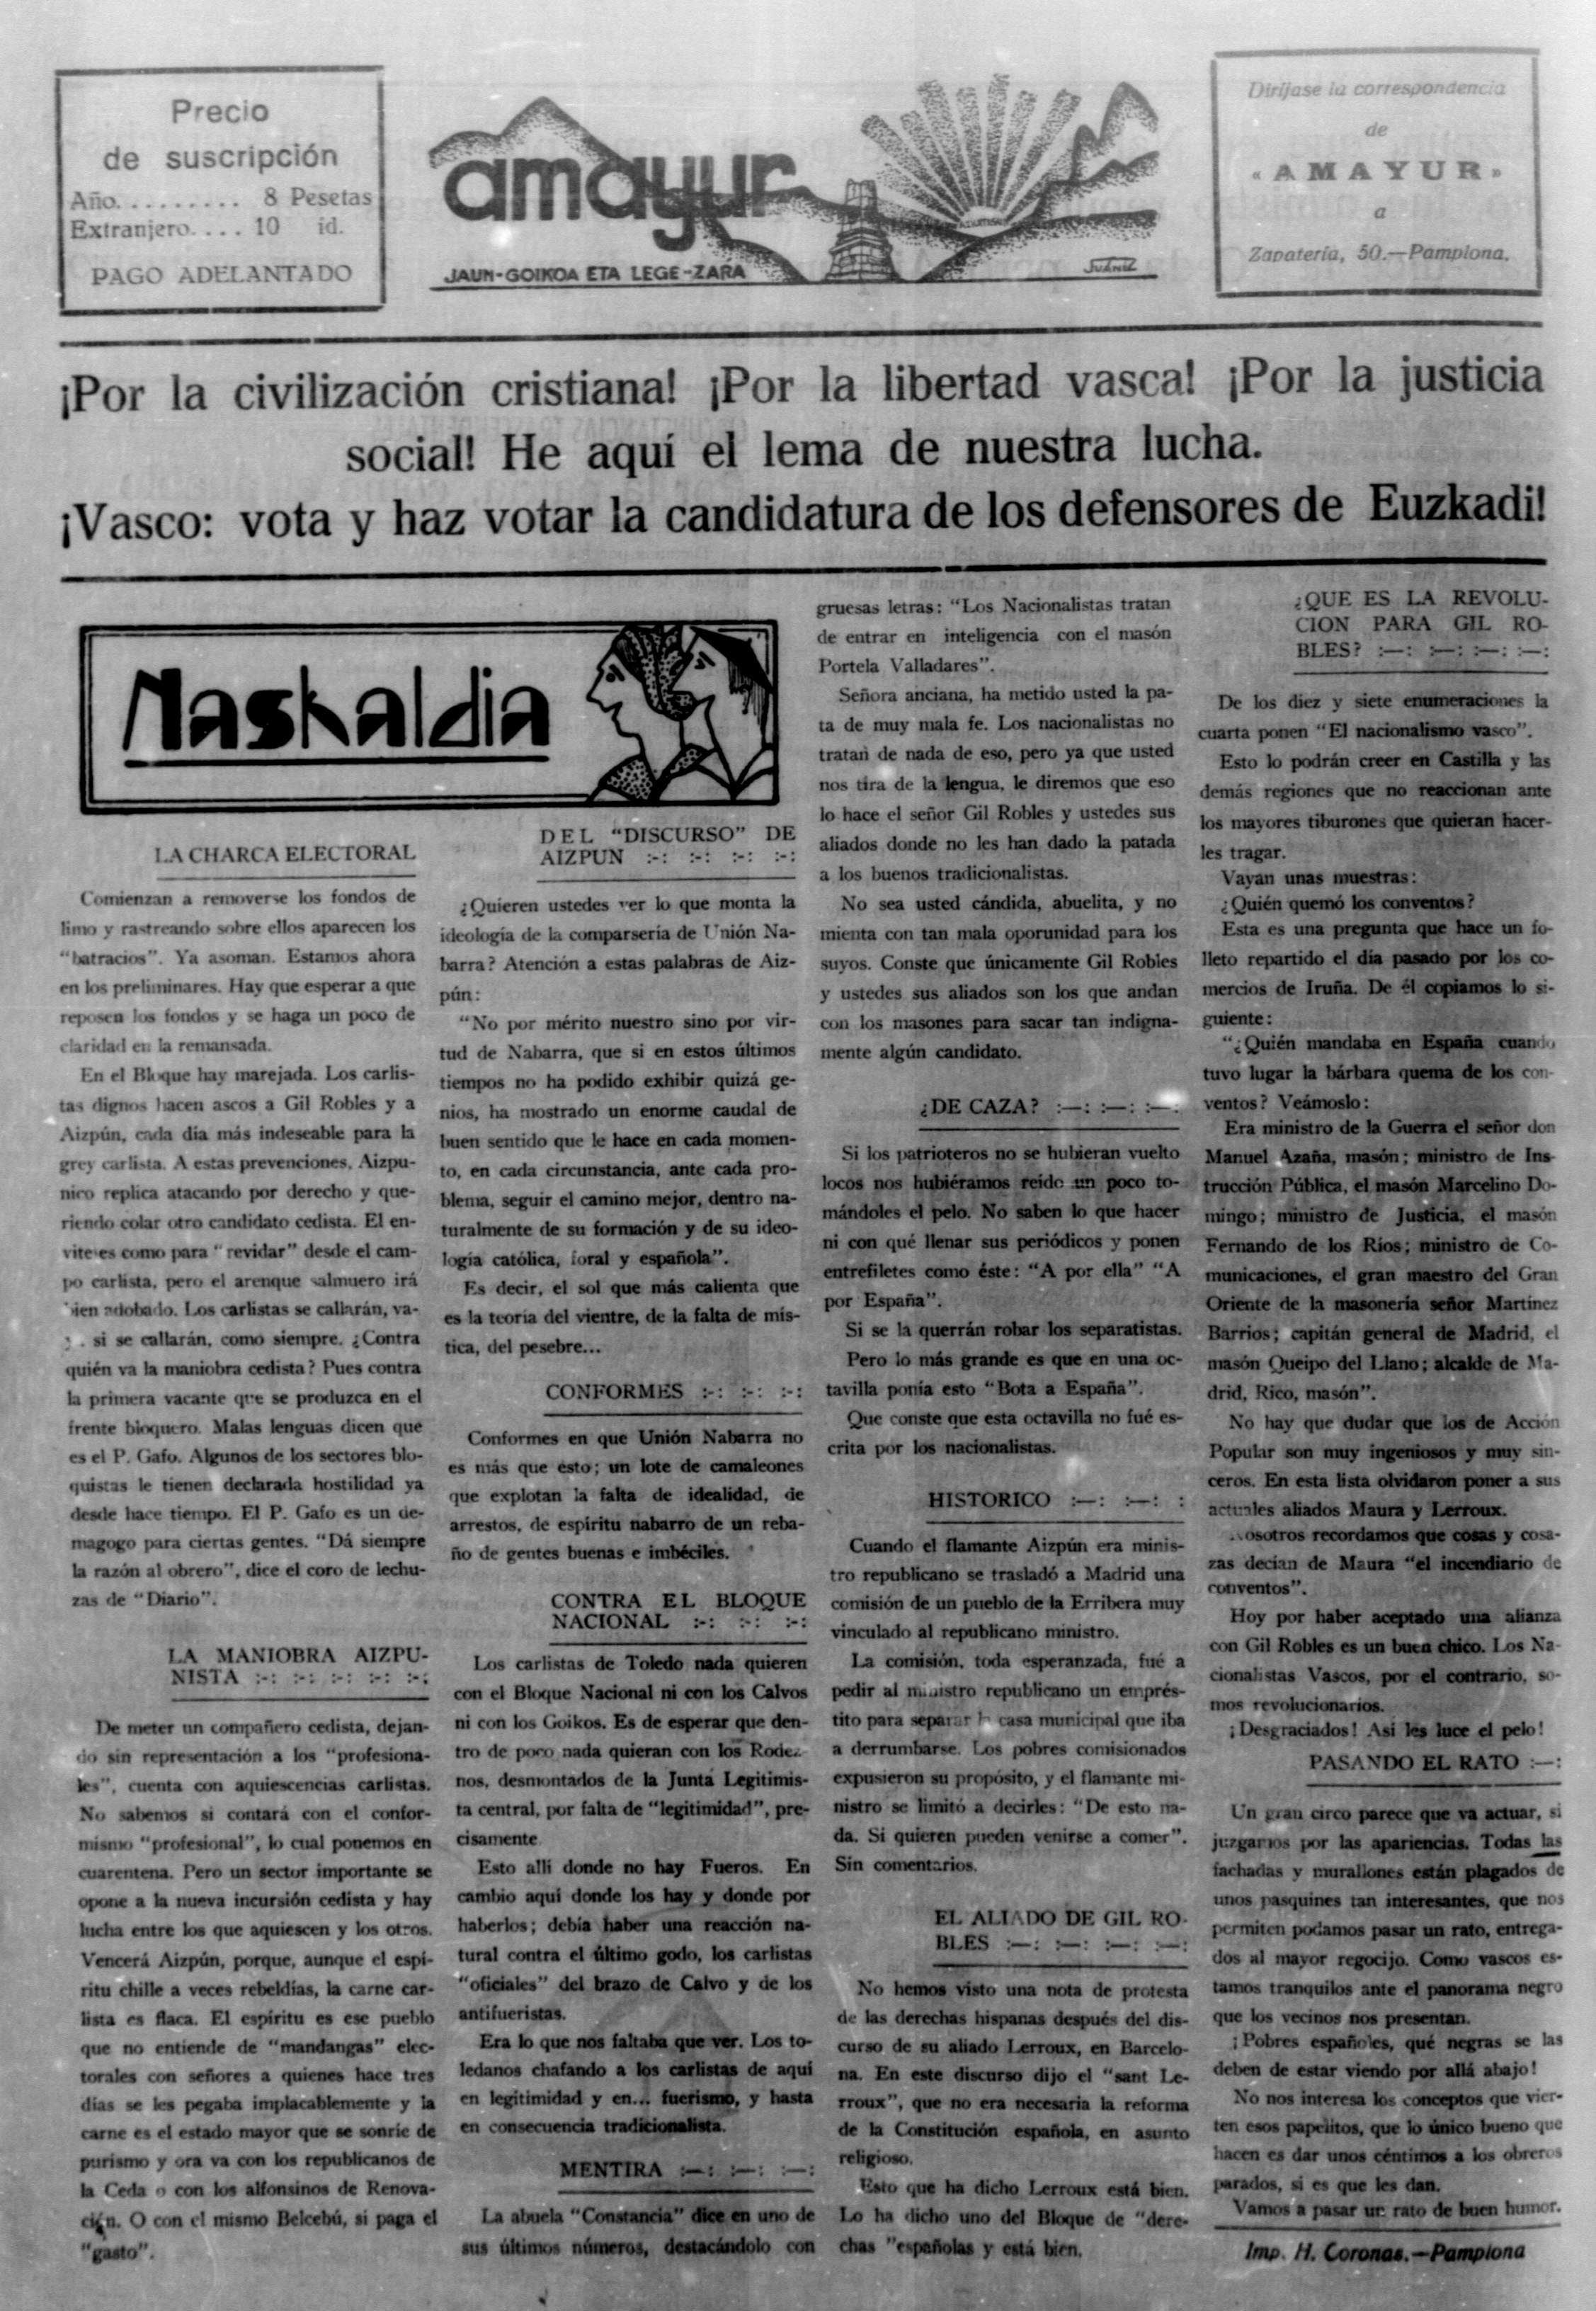 Precio
de suscripción
Año......... 8 Pesetas
Extranjero.... 10 id.
PAGO ADELANTADO
amayur
JAUN-GOIKOA ETA LEGE-ZARA
Diríjase la correspondencia
de
«AMAYUR»
a
Zapatería, 50.—Pamplona.
¡Por la civilización cristiana! ¡Por la libertad vasca! ¡Por la justicia
social! He aquí el lema de nuestra lucha.
¡Vasco: vota y haz votar la candidatura de los defensores de Euzkadi!
Naskaldia
LA CHARCA ELECTORAL
Comienzan a removerse los fondos de
limo y rastreando sobre ellos aparecen los
"batracios". Ya asoman. Estamos ahora
en los preliminares. Hay que esperar a que
reposen los fondos y se haga un poco de
claridad en la remansada.
En el Bloque hay marejada. Los carlis-
tas dignos hacen ascos a Gil Robles y a
Aizpún, cada día más indeseable para la
grey carlista. A estas prevenciones, Aizpu-
nico replica atacando por derecho y que-
riendo colar otro candidato cedista. El en-
vite es como para "revidar" desde el cam-
po carlista, pero el arenque salmuero irá
bien adobado. Los carlistas se callarán, va-
si se callarán, como siempre. ¿Contra
quién va la maniobra cedista? Pues contra
la primera vacante que se produzca en el
frente bloquero. Malas lenguas dicen que
es el P. Gafo. Algunos de los sectores blo-
quistas le tienen declarada hostilidad ya
desde hace tiempo. El P. Gafo es un de-
magogo para ciertas gentes. "Dá siempre
la razón al obrero", dice el coro de lechu-
zas de "Diario".
LA MANIOBRA AIZPU-
NISTA :-: :-: :-: :-: :-:
De meter un compañero cedista, dejan-
do sin representación a los "profesiona-
les", cuenta con aquiescencias carlistas.
No sabemos si contará con el confor-
mismo "profesional", lo cual ponemos en
cuarentena. Pero un sector importante se
opone a la nueva incursión cedista y hay
lucha entre los que aquiescen y los otros.
Vencerá Aizpún, porque, aunque el espí-
ritu chille a veces rebeldías, la carne car-
lista es flaca. El espíritu es ese pueblo
que no entiende de "mandangas" elec-
torales con señores a quienes hace tres
días se les pegaba implacablemente y la
carne es el estado mayor que se sonríe de
purismo y ora va con los republicanos de
la Ceda o con los alfonsinos de Renova-
ción. O con el mismo Belcebú, si paga el
"gasto".
DEL "DISCURSO" DE
AIZPUN :-: :-: :-: :-:
¿Quieren ustedes ver lo que monta la
ideología de la comparsería de Unión Na-
barra? Atención a estas palabras de Aiz-
pún:
"No por mérito nuestro sino por vir-
tud de Nabarra, que si en estos últimos
tiempos no ha podido exhibir quizá ge-
nios, ha mostrado un enorme caudal de
buen sentido que le hace en cada momen-
to, en cada circunstancia, ante cada pro-
blema, seguir el camino mejor, dentro na-
turalmente de su formación y de su ideo-
logía católica, foral y española".
Es decir, el sol que más calienta que
es la teoría del vientre, de la falta de mís-
tica, del pesebre...
CONFORMES :-: :-: :-:
Conformes en que Unión Nabarra no
es más que esto; un lote de camaleones
que explotan la falta de idealidad, de
arrestos, de espíritu nabarro de un reba-
ño de gentes buenas e imbéciles.
CONTRA EL BLOQUE
NACIONAL :-: :-: :-:
Los carlistas de Toledo nada quieren
con el Bloque Nacional ni con los Calvos
ni con los Goikos. Es de esperar que den-
tro de poco nada quieran con los Rodez-
nos, desmontados de la Junta Legitimis-
ta central, por falta de "legitimidad", pre-
cisamente
Esto allí donde no hay Fueros. En
cambio aquí donde los hay y donde por
haberlos; debía haber una reacción na-
tural contra el último godo, los carlistas
"oficiales" del brazo de Calvo y de los
antifueristas.
Era lo que nos faltaba que ver. Los to-
ledanos chafando a los carlistas de aquí
en legitimidad y en... fuerismo, y hasta
en consecuencia tradicionalista.
MENTIRA :—: :—: :—:
La abuela "Constancia" dice en uno de
sus últimos números, destacándolo con
gruesas letras: "Los Nacionalistas tratan
de entrar en inteligencia con el masón
Portela Valladares".
Señora anciana, ha metido usted la pa-
ta de muy mala fe. Los nacionalistas no
tratan de nada de eso, pero ya que usted
nos tira de la lengua, le diremos que eso
lo hace el señor Gil Robles y ustedes sus
aliados donde no les han dado la patada
a los buenos tradicionalistas.
No sea usted cándida, abuelita, y no
mienta con tan mala oporunidad para los
suyos. Conste que únicamente Gil Robles
y ustedes sus aliados son los que andan
con los masones para sacar tan indigna-
mente algún candidato.
¿DE CAZA? :—: :—: :—:
Si los patrioteros no se hubieran vuelto
locos nos hubiéramos reído un poco to-
mándoles el pelo. No saben lo que hacer
ni con qué llenar sus periódicos y ponen
entrefiletes como éste: "A por ella" "A
por España".
Si se la querrán robar los separatistas.
Pero lo más grande es que en una oc-
tavilla ponía esto "Bota a España".
Que conste que esta octavilla no fué es-
crita por los nacionalistas.
HISTORICO :—: :—: :
Cuando el flamante Aizpún era minis-
tro republicano se trasladó a Madrid una
comisión de un pueblo de la Erribera muy
vinculado al republicano ministro.
La comisión, toda esperanzada, fué a
pedir al ministro republicano un emprés-
tito para separar la casa municipal que iba
a derrumbarse. Los pobres comisionados
expusieron su propósito, y el flamante mi-
nistro se limitó a decirles: "De esto na-
da. Si quieren pueden venirse a comer".
Sin comentarios.
EL ALIADO DE GIL RO-
BLES :—: :—: :—: :—:
No hemos visto una nota de protesta
de las derechas hispanas después del dis-
curso de su aliado Lerroux, en Barcelo-
na. En este discurso dijo el "sant Le-
rroux", que no era necesaria la reforma
de la Constitución española, en asunto
religioso.
Esto que ha dicho Lerroux está bien.
Lo ha dicho uno del Bloque de "dere-
chas "españolas y está bien.
¿QUE ES LA REVOLU-
CION PARA GIL RO-
BLES? :—: :—: :—: :—:
De los diez y siete enumeraciones la
cuarta ponen "El nacionalismo vasco".
Esto lo podrán creer en Castilla y las
demás regiones que no reaccionan ante
los mayores tiburones que quieran hacer-
les tragar.
Vayan unas muestras:
¿Quién quemó los conventos?
Esta es una pregunta que hace un fo-
lleto repartido el día pasado por los co-
mercios de Iruña. De él copiamos lo si-
guiente:
"¿Quién mandaba en España cuando
tuvo lugar la bárbara quema de los con-
ventos? Veámoslo:
Era ministro de la Guerra el señor don
Manuel Azaña, masón; ministro de Ins-
trucción Pública, el masón Marcelino Do-
mingo; ministro de Justicia, el masón
Fernando de los Ríos; ministro de Co-
municaciones, el gran maestro del Gran
Oriente de la masonería señor Martínez
Barrios; capitán general de Madrid, el
masón Queipo del Llano; alcalde de Ma-
drid, Rico, masón".
No hay que dudar que los de Acción
Popular son muy ingeniosos y muy sin-
ceros. En esta lista olvidaron poner a sus
actuales aliados Maura y Lerroux.
Nosotros recordamos que cosas y cosa-
zas decían de Maura "el incendiario de
conventos".
Hoy por haber aceptado una alianza
con Gil Robles es un buen chico. Los Na-
cionalistas Vascos, por el contrario, so-
mos revolucionarios.
¡Desgraciados! Así les luce el pelo!
PASANDO EL RATO :—:
Un gran circo parece que va actuar, si
juzgamos por las apariencias. Todas las
fachadas y murallones están plagados de
unos pasquines tan interesantes, que nos
permiten podamos pasar un rato, entrega-
dos al mayor regocijo. Como vascos es-
tamos tranquilos ante el panorama negro
que los vecinos nos presentan.
¡Pobres españoles, qué negras se las
deben de estar viendo por allá abajo!
No nos interesa los conceptos que vier-
ten esos papelitos, que lo único bueno que
hacen es dar unos céntimos a los obreros
parados, si es que les dan.
Vamos a pasar un rato de buen humor.
Imp. H. Coronas.—Pamplona